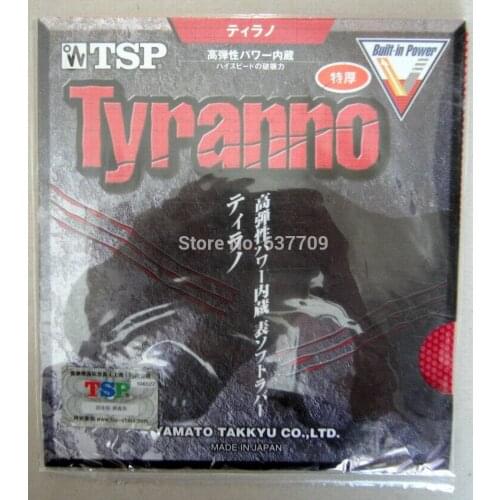 ティラノ
TSP
高弾性パワー内蔵
ハイスピードの破壊力
Built-in Power
V
特厚
Tyranno
高弾性パワー内蔵 表ソフトラバー
ティラノ
Store No: 537709
TSP
YAMATO TAKKYU CO.,LTD.
MADE IN JAPAN